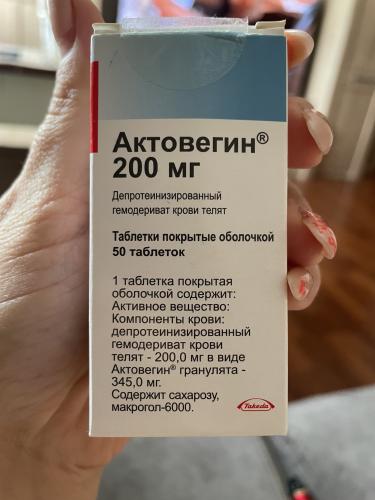 Актовегин®
200 мг
Депротеинизированный
гемодериват крови телят
Таблетки покрытые оболочкой
50 таблеток
1 таблетка покрытая
оболочкой содержит:
Активное вещество:
Компоненты крови:
депротеинизированный
гемодериват крови
телят - 200,0 мг в виде
Актовегин® гранулята -
345,0 мг.
Содержит сахарозу,
макрогол-6000.
Takeda